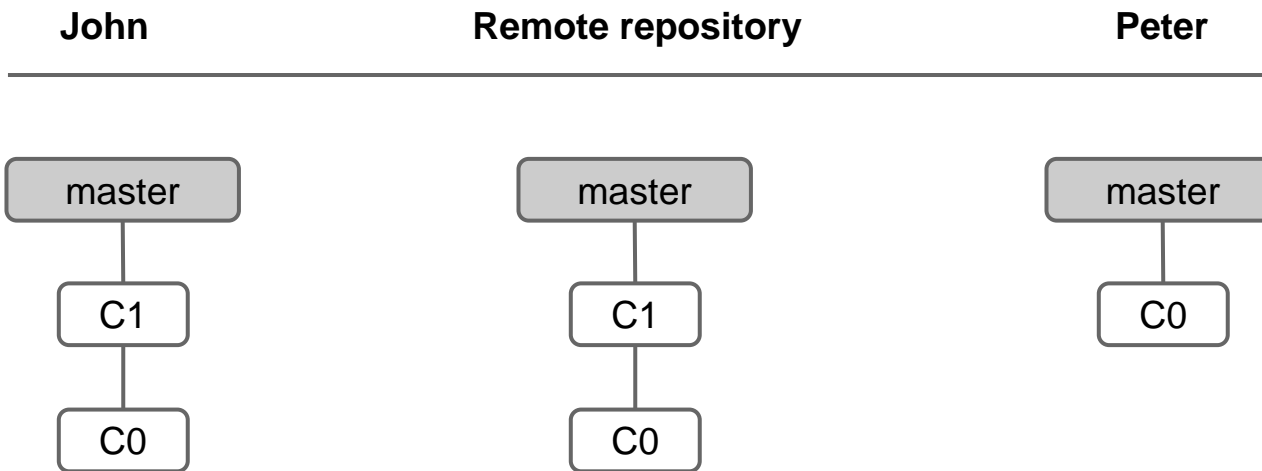 John Remote repository Peter
master master master
C1 C1 C0
C0 C0